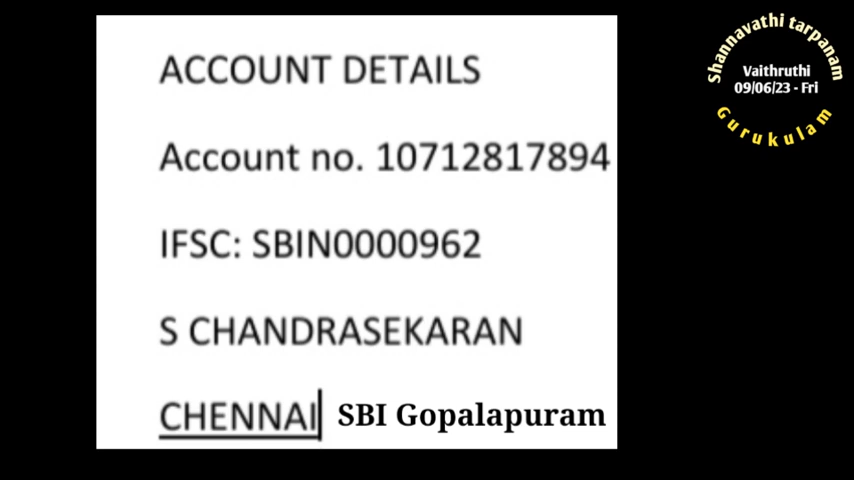 ACCOUNT DETAILS
Account no. 10712817894
IFSC: SBIN0000962
S CHANDRASEKARAN
CHENNAI SBI Gopalapuram
Shannavathi tarpanam
Vaithruthi
09/06/23 - Fri
Gurukulam